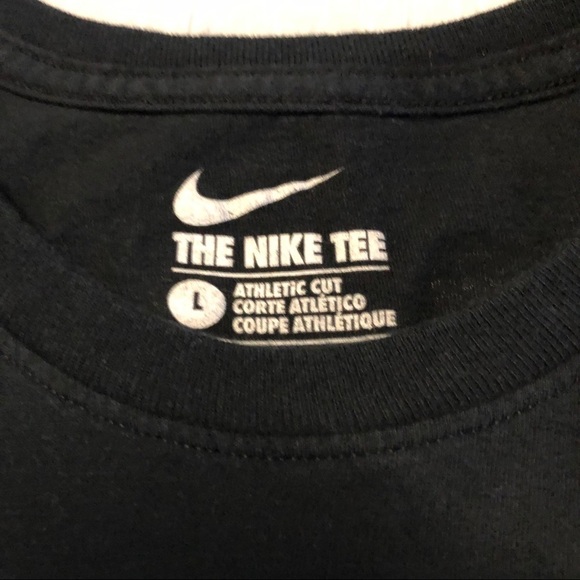 THE NIKE TEE
L
ATHLETIC CUT
CORTE ATLÉTICO
COUPE ATHLÉTIQUE